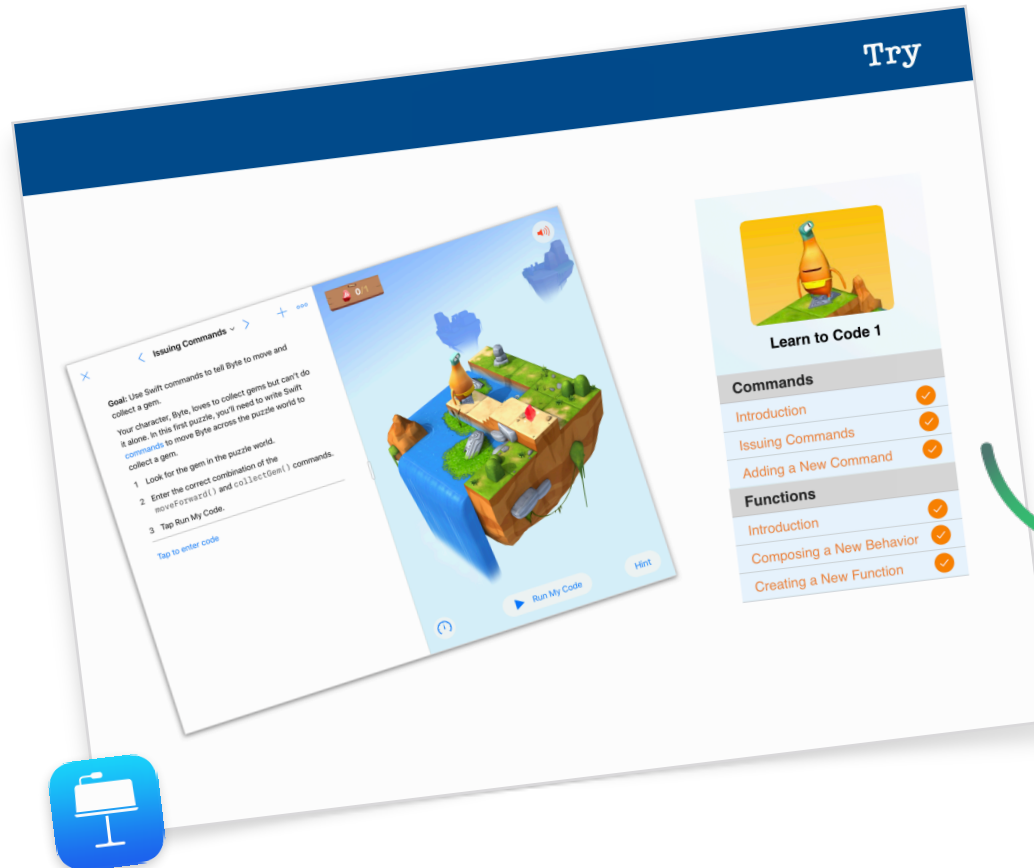 Try
Issuing Commands
Goal: Use Swift commands to tell Byte to move and
collect a gem.
Your character, Byte, loves to collect gems but can't do
it alone. In this first puzzle, you'll need to write Swift
commands to move Byte across the puzzle world to
collect a gem.
1 Look for the gem in the puzzle world.
2 Enter the correct combination of the
moveForward() and collectGem() commands.
3 Tap Run My Code.
Tap to enter code
0/1
Run My Code
Hint
Learn to Code 1
Commands
Introduction
Issuing Commands
Adding a New Command
Functions
Introduction
Composing a New Behavior
Creating a New Function